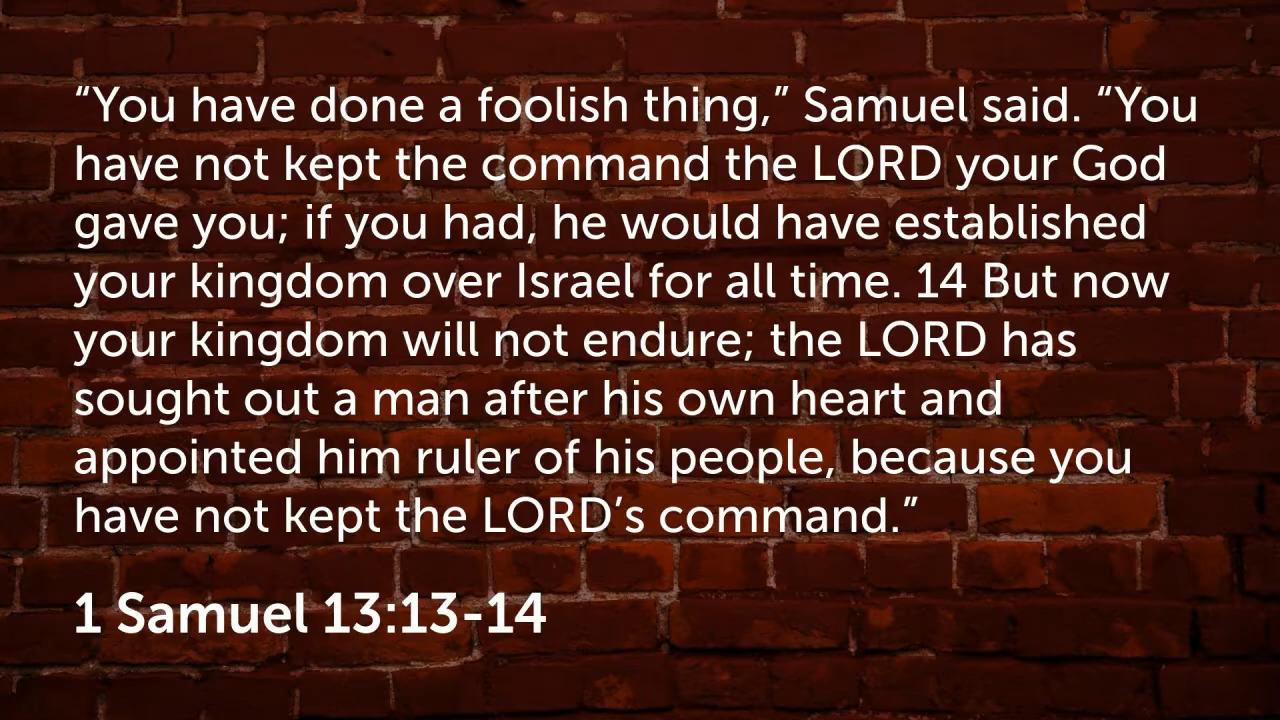 “You have done a foolish thing,” Samuel said. “You
have not kept the command the LORD your God
gave you; if you had, he would have established
your kingdom over Israel for all time. 14 But now
your kingdom will not endure; the LORD has
sought out a man after his own heart and
appointed him ruler of his people, because you
have not kept the LORD’s command.”
1 Samuel 13:13-14